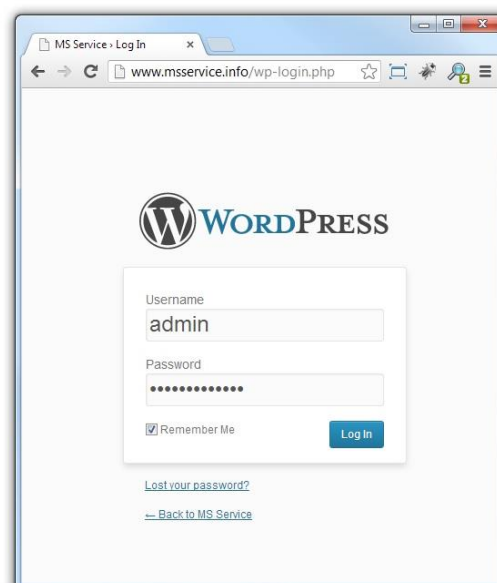 MS Service › Log In
www.msservice.info/wp-login.php
2
WORDPRESS
Username
admin
Password
•••••••••••••
Remember Me
Log In
Lost your password?
← Back to MS Service